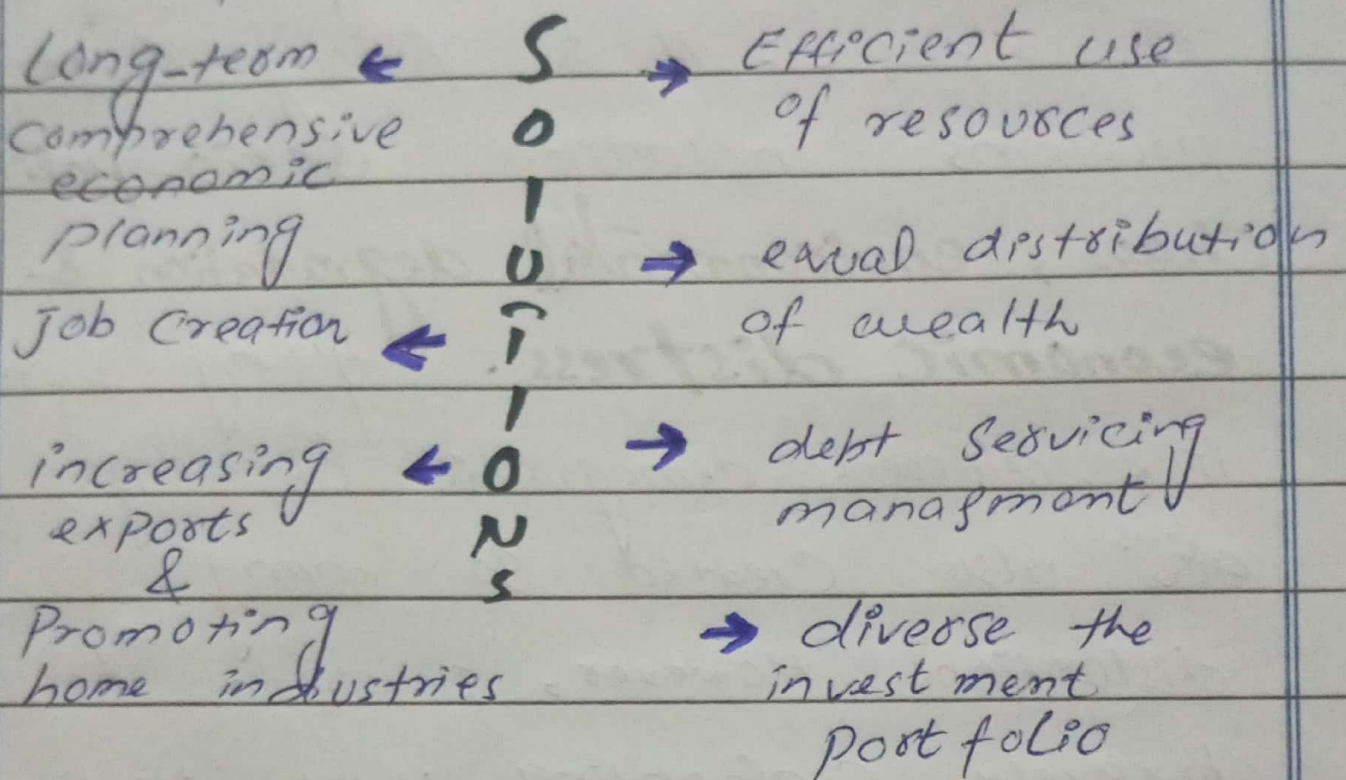 Long-term ← S → Efficient use
of resources
Comprehensive O
economic
planning I
U → equal distribution
of wealth
Job Creation ← T
I
increasing ← O → debt servicing
managment
exports N
&
S
Promoting → diverse the
home industries investment
portfolio